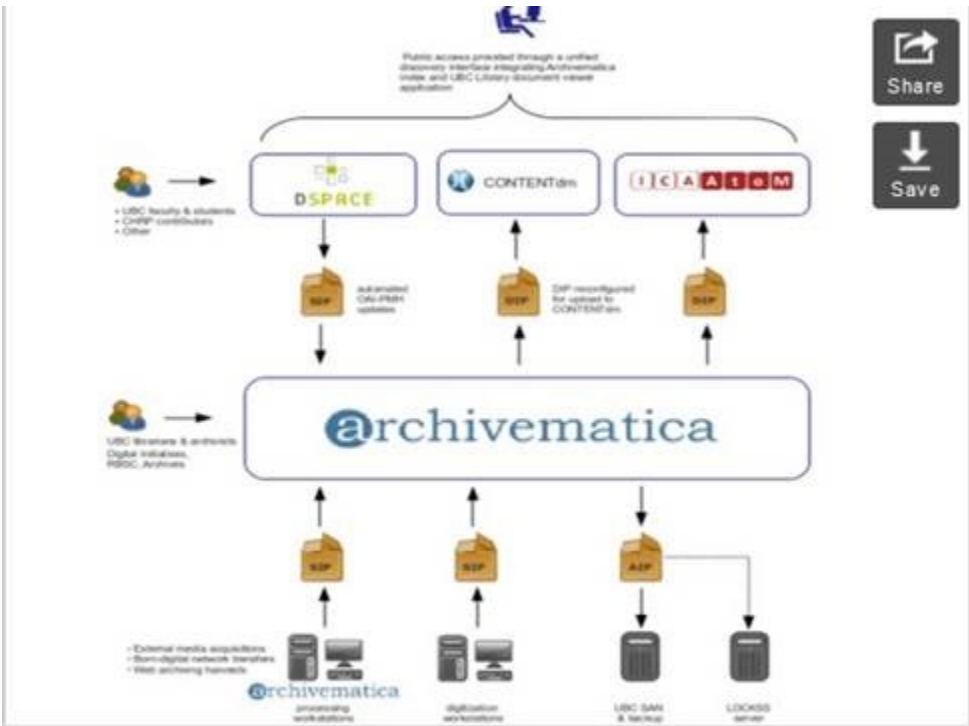 Public access provided through a unified
discovery interface integrating Archivematica
index and UBC Library document viewer
application
Share
Save
DSPACE
CONTENTdm
ICAAtoM
• UBC faculty & students
• CHRP contributors
• Other
SIP
automated
OAI-PMH
updates
DIP
DIP reconfigured
for upload to
CONTENTdm
DIP
archivematica
UBC librarians & archivists
Digital Initiatives,
RBSC, Archives
SIP
SIP
AIP
• External media acquisitions
• Born-digital network transfers
• Web archiving harvests
archivematica
processing
workstations
digitization
workstations
UBC SAN
& backup
LOCKSS
server